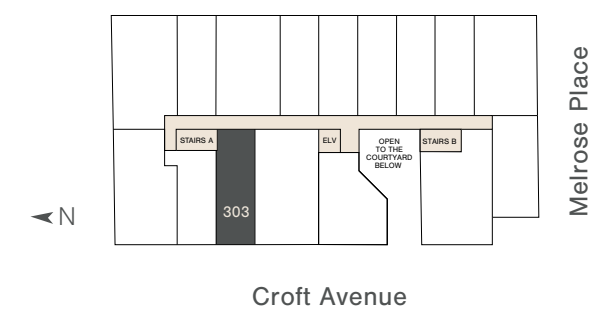 STAIRS A
ELV
OPEN
TO THE
COURTYARD
BELOW
STAIRS B
303
N
Croft Avenue
Melrose Place